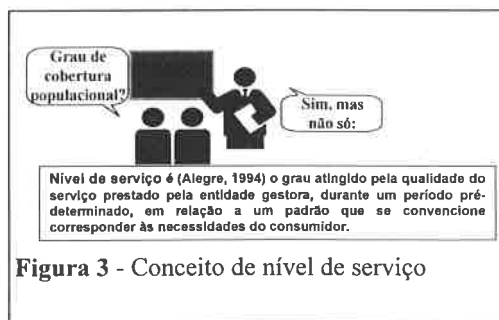 Grau de
cobertura
populacional?
Sim, mas
não só:
Nível de serviço é (Alegre, 1994) o grau atingido pela qualidade do
serviço prestado pela entidade gestora, durante um período pré-
determinado, em relação a um padrão que se convencione
corresponder às necessidades do consumidor.
Figura 3 - Conceito de nível de serviço